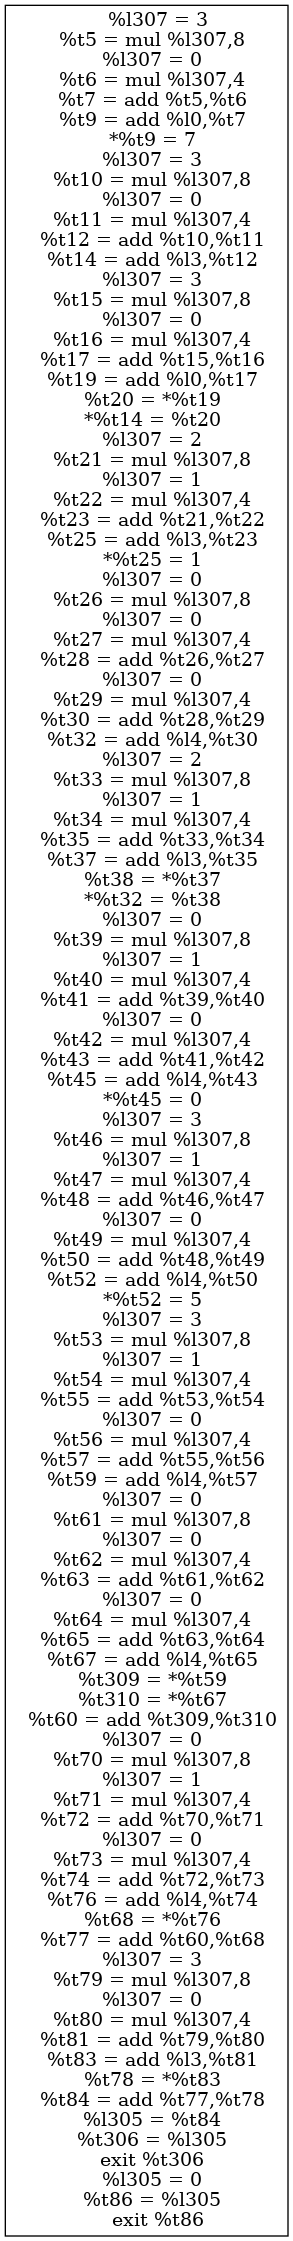 %l307 = 3
%t5 = mul %l307,8
%l307 = 0
%t6 = mul %l307,4
%t7 = add %t5,%t6
%t9 = add %l0,%t7
*%t9 = 7
%l307 = 3
%t10 = mul %l307,8
%l307 = 0
%t11 = mul %l307,4
%t12 = add %t10,%t11
%t14 = add %l3,%t12
%l307 = 3
%t15 = mul %l307,8
%l307 = 0
%t16 = mul %l307,4
%t17 = add %t15,%t16
%t19 = add %l0,%t17
%t20 = *%t19
*%t14 = %t20
%l307 = 2
%t21 = mul %l307,8
%l307 = 1
%t22 = mul %l307,4
%t23 = add %t21,%t22
%t25 = add %l3,%t23
*%t25 = 1
%l307 = 0
%t26 = mul %l307,8
%l307 = 0
%t27 = mul %l307,4
%t28 = add %t26,%t27
%l307 = 0
%t29 = mul %l307,4
%t30 = add %t28,%t29
%t32 = add %l4,%t30
%l307 = 2
%t33 = mul %l307,8
%l307 = 1
%t34 = mul %l307,4
%t35 = add %t33,%t34
%t37 = add %l3,%t35
%t38 = *%t37
*%t32 = %t38
%l307 = 0
%t39 = mul %l307,8
%l307 = 1
%t40 = mul %l307,4
%t41 = add %t39,%t40
%l307 = 0
%t42 = mul %l307,4
%t43 = add %t41,%t42
%t45 = add %l4,%t43
*%t45 = 0
%l307 = 3
%t46 = mul %l307,8
%l307 = 1
%t47 = mul %l307,4
%t48 = add %t46,%t47
%l307 = 0
%t49 = mul %l307,4
%t50 = add %t48,%t49
%t52 = add %l4,%t50
*%t52 = 5
%l307 = 3
%t53 = mul %l307,8
%l307 = 1
%t54 = mul %l307,4
%t55 = add %t53,%t54
%l307 = 0
%t56 = mul %l307,4
%t57 = add %t55,%t56
%t59 = add %l4,%t57
%l307 = 0
%t61 = mul %l307,8
%l307 = 0
%t62 = mul %l307,4
%t63 = add %t61,%t62
%l307 = 0
%t64 = mul %l307,4
%t65 = add %t63,%t64
%t67 = add %l4,%t65
%t309 = *%t59
%t310 = *%t67
%t60 = add %t309,%t310
%l307 = 0
%t70 = mul %l307,8
%l307 = 1
%t71 = mul %l307,4
%t72 = add %t70,%t71
%l307 = 0
%t73 = mul %l307,4
%t74 = add %t72,%t73
%t76 = add %l4,%t74
%t68 = *%t76
%t77 = add %t60,%t68
%l307 = 3
%t79 = mul %l307,8
%l307 = 0
%t80 = mul %l307,4
%t81 = add %t79,%t80
%t83 = add %l3,%t81
%t78 = *%t83
%t84 = add %t77,%t78
%l305 = %t84
%t306 = %l305
exit %t306
%l305 = 0
%t86 = %l305
exit %t86